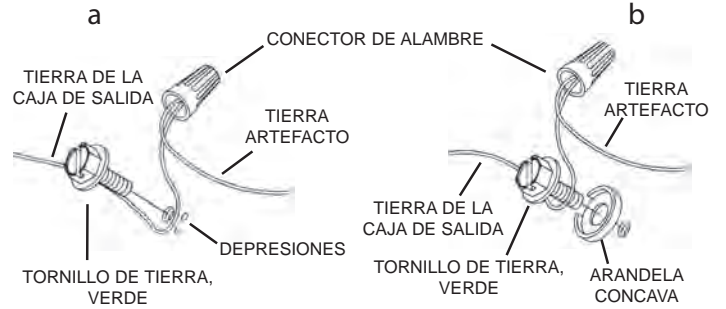 a
b
CONECTOR DE ALAMBRE
TIERRA DE LA
CAJA DE SALIDA
TIERRA
ARTEFACTO
TIERRA
ARTEFACTO
DEPRESIONES
TORNILLO DE TIERRA,
VERDE
TIERRA DE LA
CAJA DE SALIDA
TORNILLO DE TIERRA,
VERDE
ARANDELA
CONCAVA